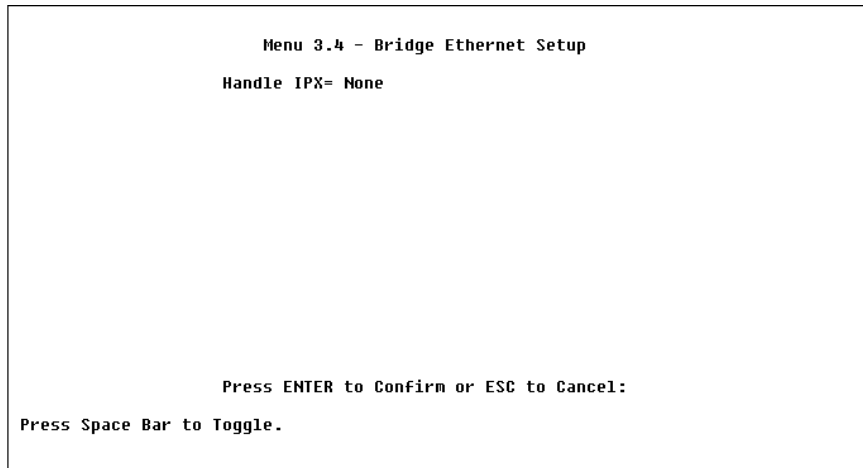 Menu 3.4 - Bridge Ethernet Setup
Handle IPX= None
Press ENTER to Confirm or ESC to Cancel:
Press Space Bar to Toggle.